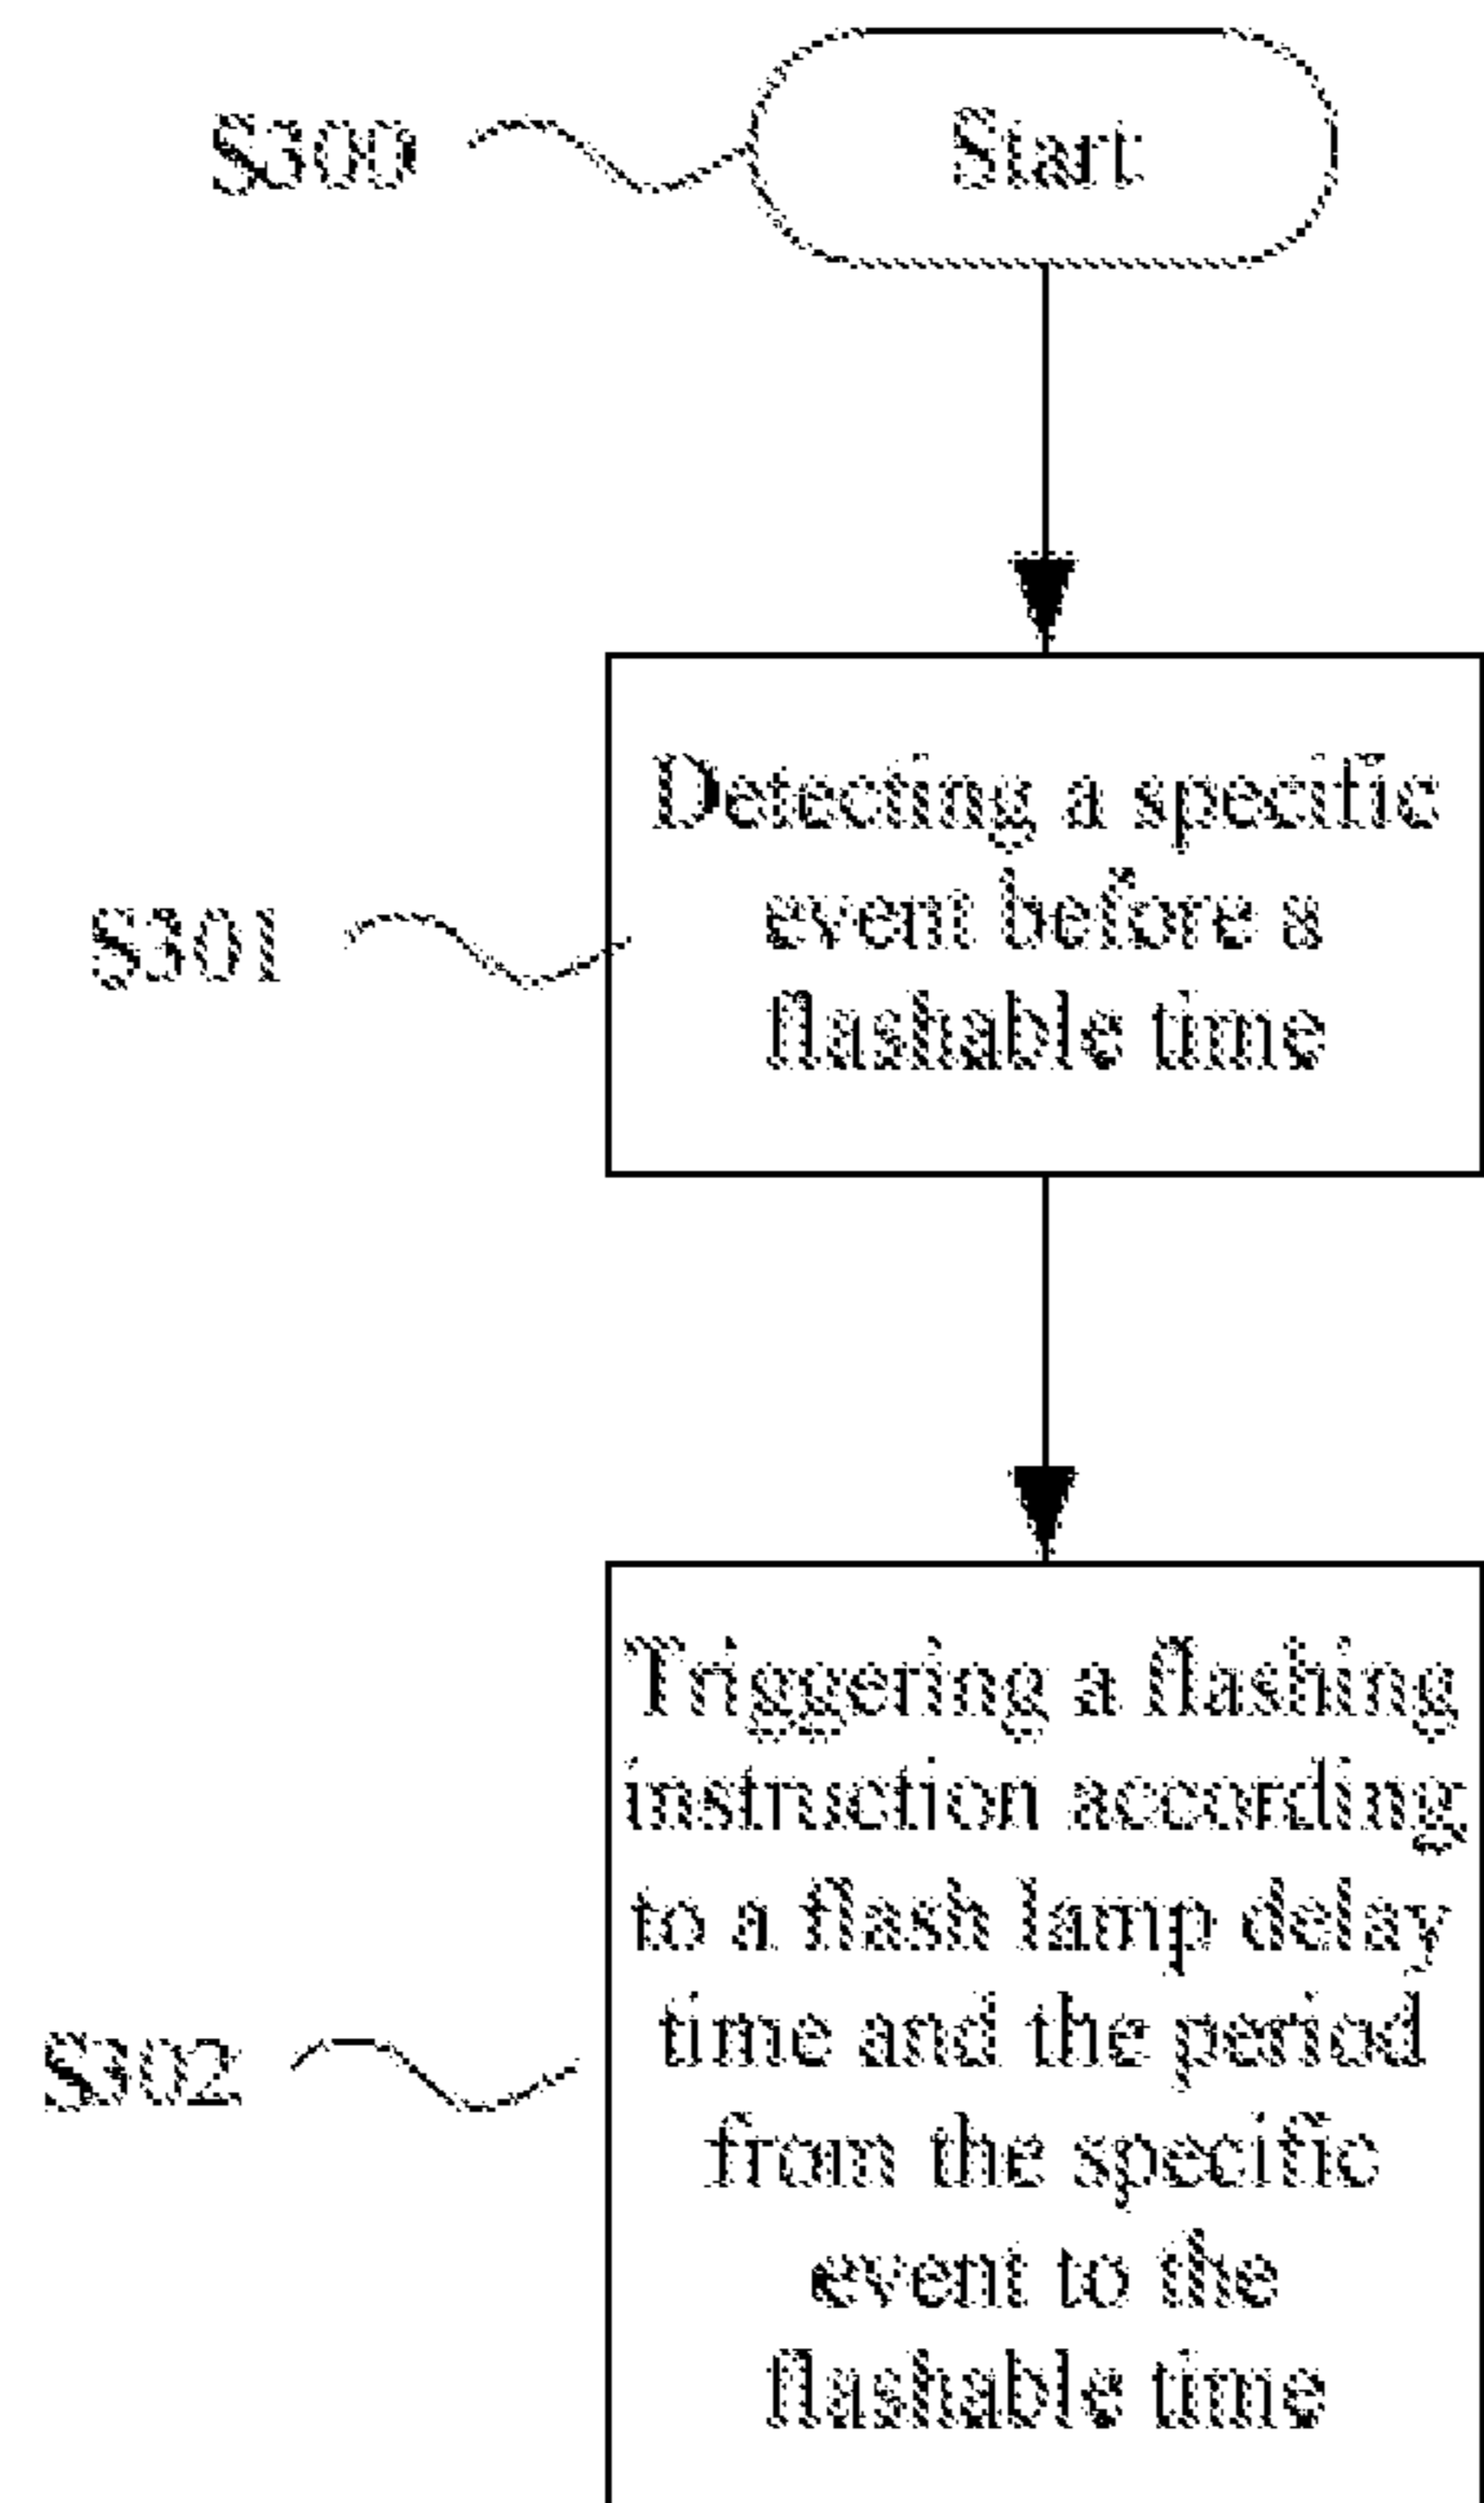 S300
Start
Detecting a specific
event before a
S301
flashable time
Triggering a flashing
instruction according
to a flash lamp delay
time and the period
S302
from the specific
event to the
flashable time